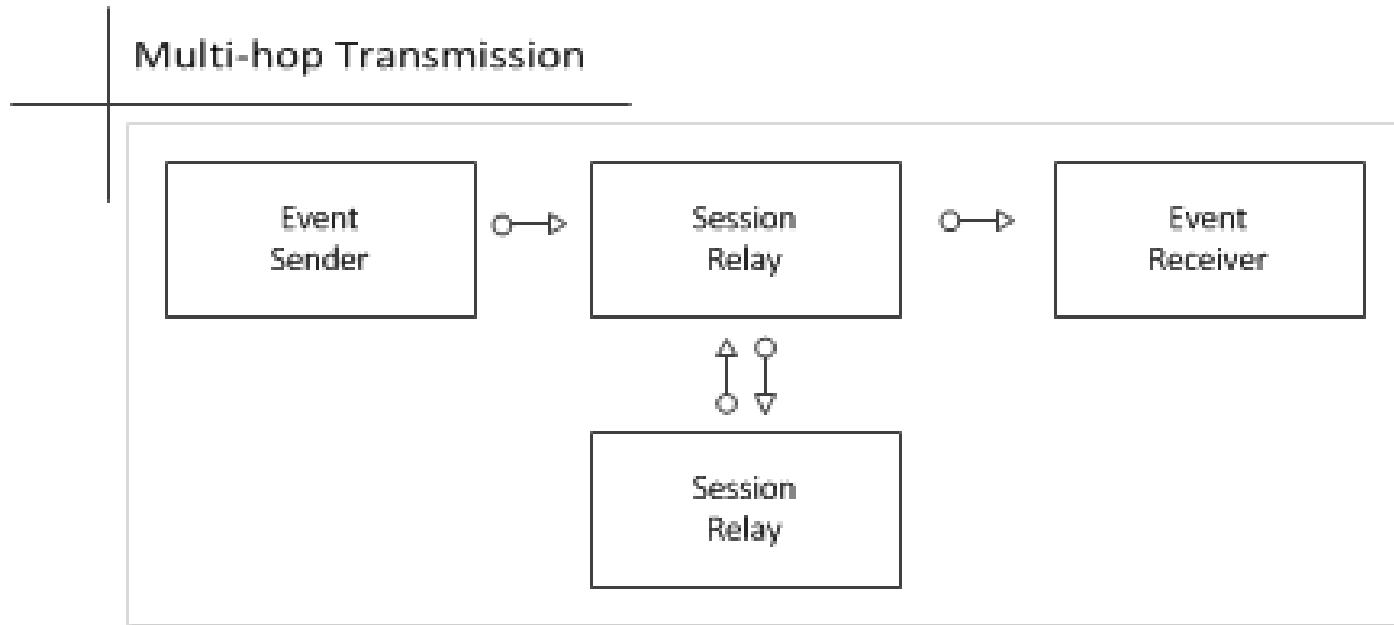 Multi-hop Transmission
Event
Sender
Session
Relay
Event
Receiver
Session
Relay